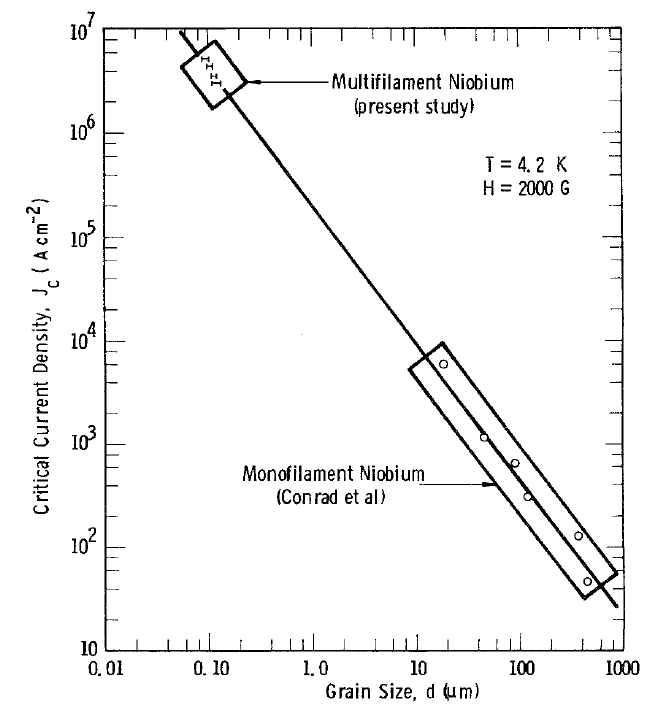 10^7
10^6
10^5
10^4
10^3
10^2
10
Critical Current Density, J_c (A cm^-2)
Multifilament Niobium
(present study)
T = 4.2 K
H = 2000 G
Monofilament Niobium
(Conrad et al)
0.01 0.10 1.0 10 100 1000
Grain Size, d (μm)